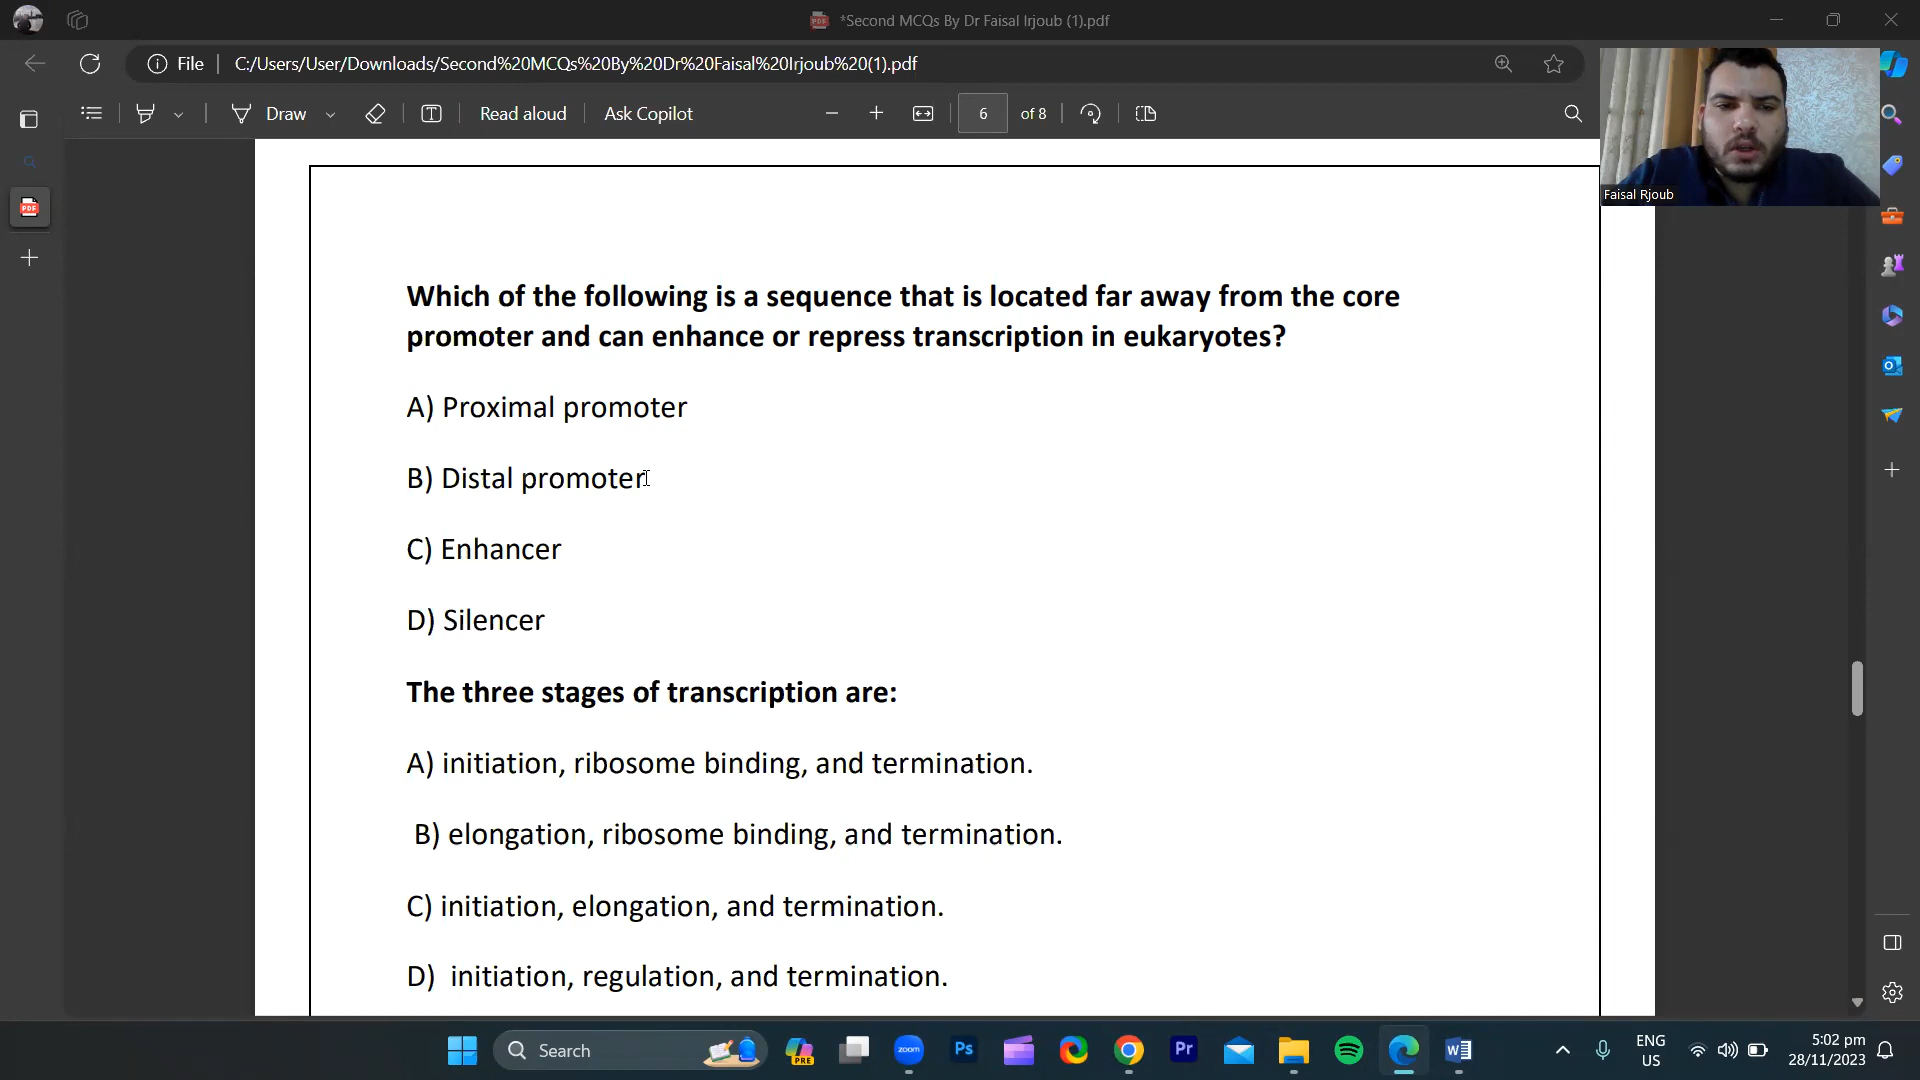 *Second MCQs By Dr Faisal Irjoub (1).pdf
File
C:/Users/User/Downloads/Second%20MCQs%20By%20Dr%20Faisal%20Irjoub%20(1).pdf
Draw
Read aloud
Ask Copilot
6
of 8
Faisal Rjoub
Which of the following is a sequence that is located far away from the core
promoter and can enhance or repress transcription in eukaryotes?
A) Proximal promoter
B) Distal promoter
C) Enhancer
D) Silencer
The three stages of transcription are:
A) initiation, ribosome binding, and termination.
B) elongation, ribosome binding, and termination.
C) initiation, elongation, and termination.
D) initiation, regulation, and termination.
Search
PRE
zoom
Ps
Pr
ENG
US
5:02 pm
28/11/2023